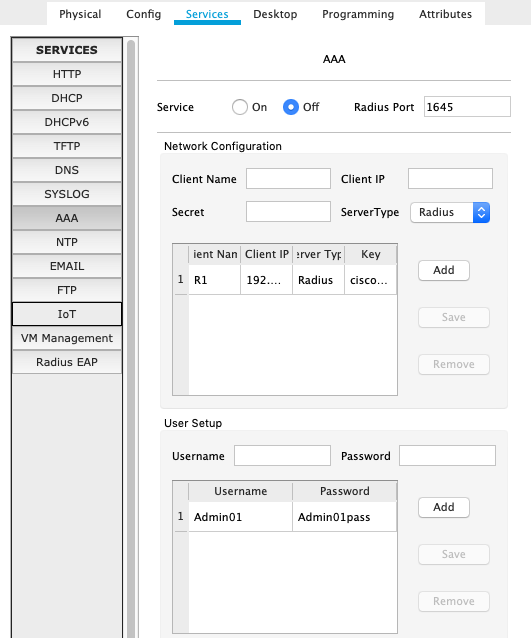 Physical Config Services Desktop Programming Attributes
SERVICES
HTTP
DHCP
DHCPv6
TFTP
DNS
SYSLOG
AAA
NTP
EMAIL
FTP
IoT
VM Management
Radius EAP
AAA
Service On Off Radius Port 1645
Network Configuration
Client Name Client IP
Secret ServerType Radius
ient Nan Client IP erver Typ Key
1 R1 192.... Radius cisco...
Add
Save
Remove
User Setup
Username Password
Username Password
1 Admin01 Admin01pass
Add
Save
Remove